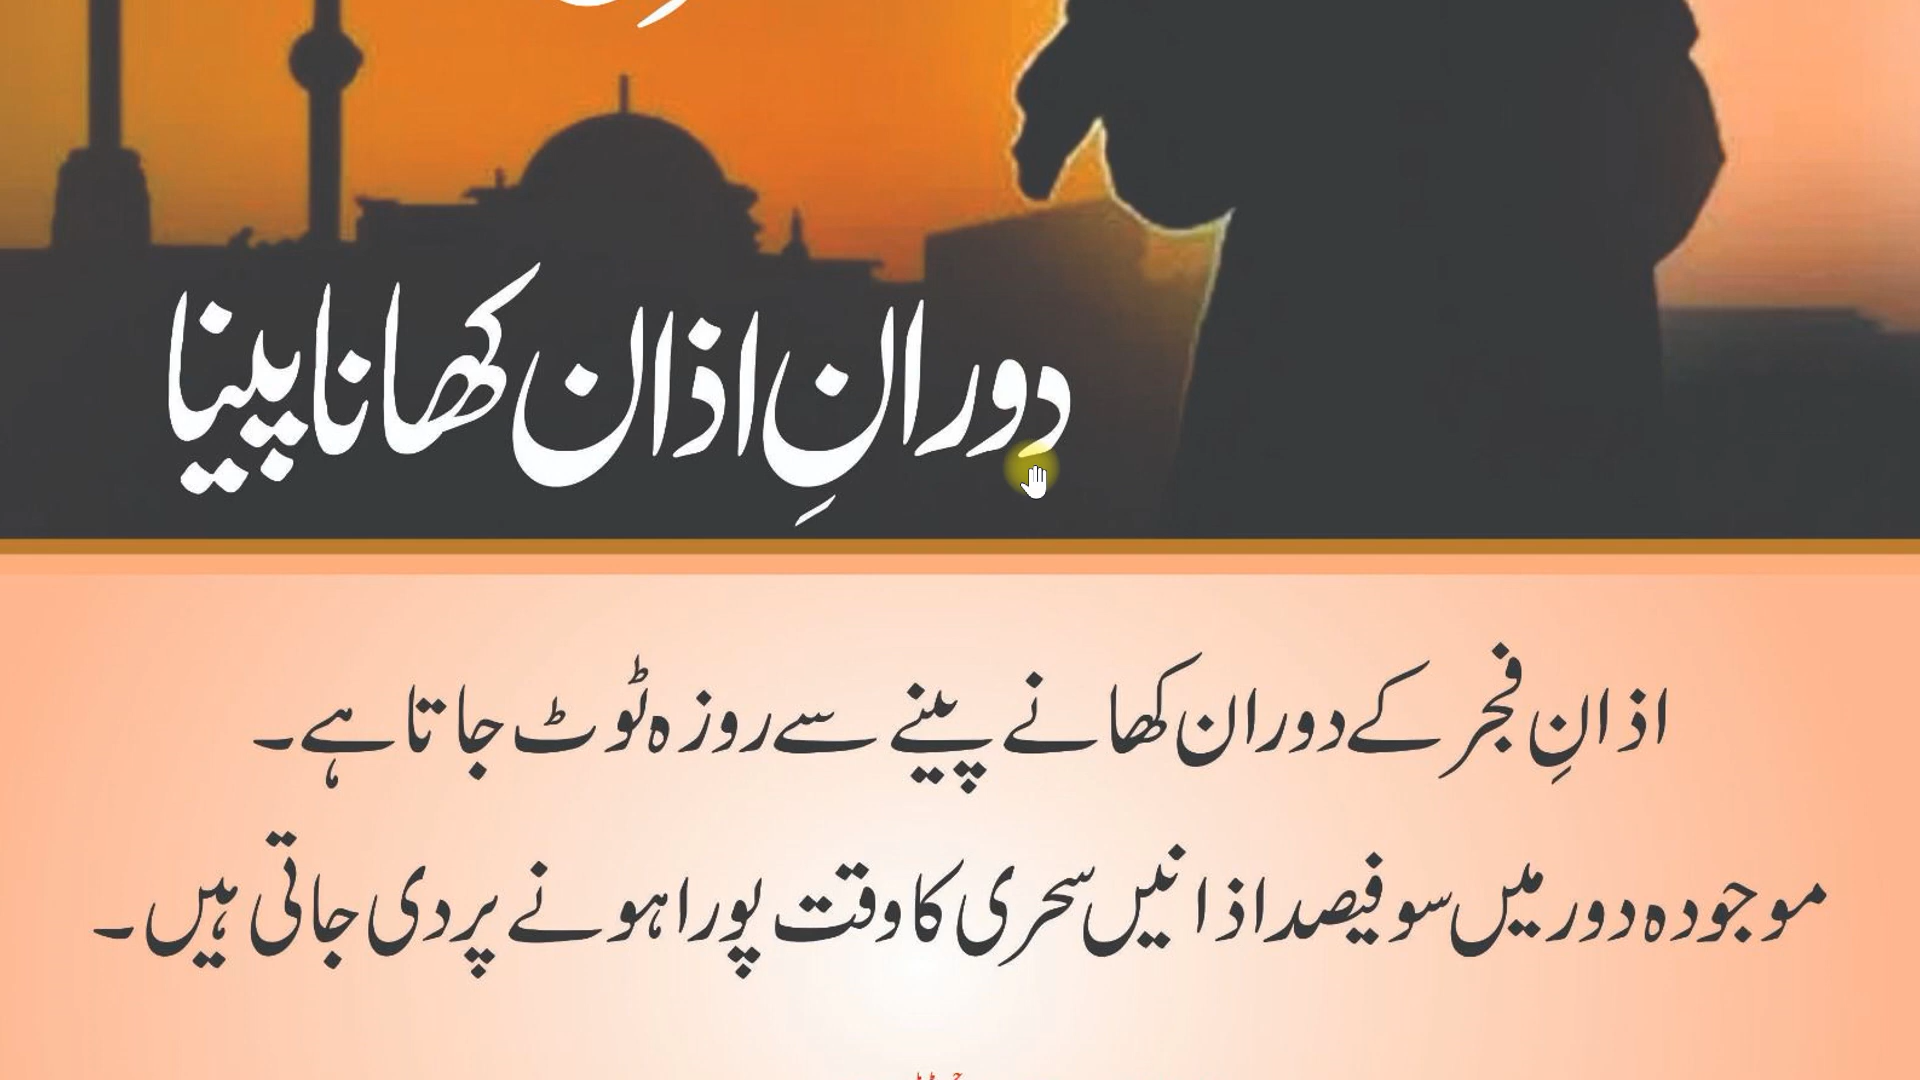 دورانِ اذان کھانا پینا
اذانِ فجر کے دوران کھانے پینے سے روزہ ٹوٹ جاتا ہے۔
موجودہ دور میں سو فیصد اذانیں سحری کا وقت پورا ہونے پر دی جاتی ہیں۔